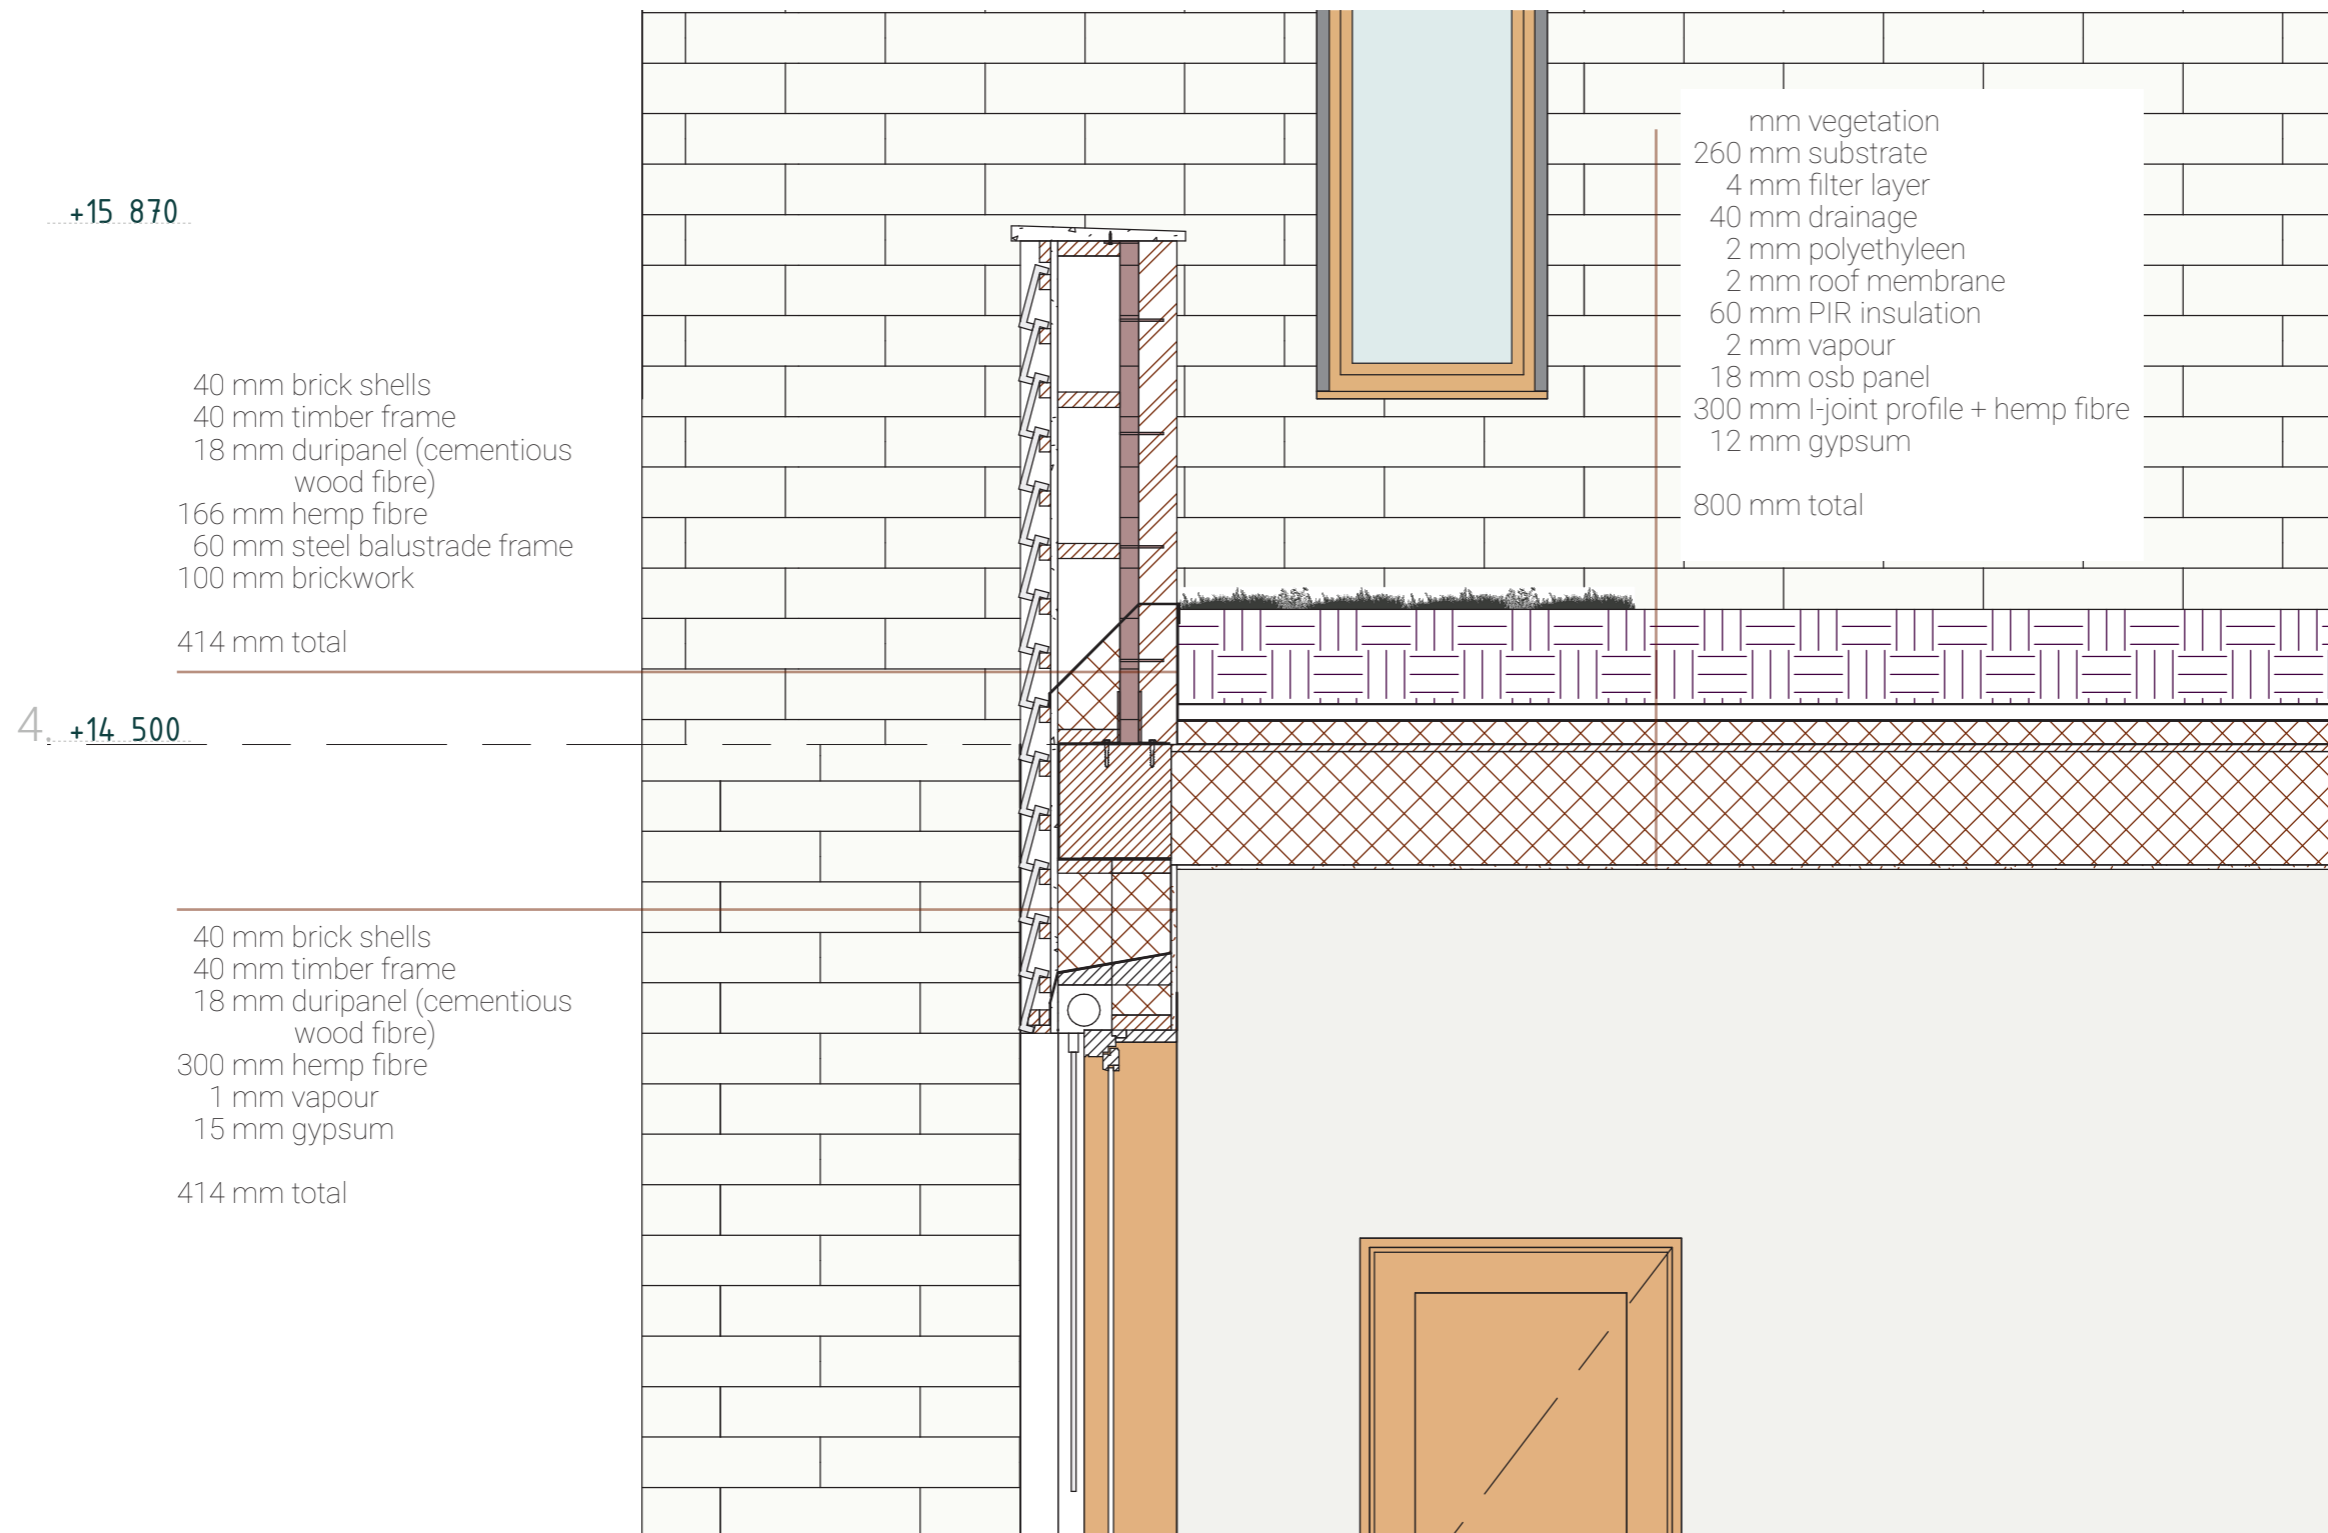 +15 870
40 mm brick shells
40 mm timber frame
18 mm duripanel (cementious
wood fibre)
166 mm hemp fibre
60 mm steel balustrade frame
100 mm brickwork
414 mm total
4. +14 500
40 mm brick shells
40 mm timber frame
18 mm duripanel (cementious
wood fibre)
300 mm hemp fibre
1 mm vapour
15 mm gypsum
414 mm total
mm vegetation
260 mm substrate
4 mm filter layer
40 mm drainage
2 mm polyethyleen
2 mm roof membrane
60 mm PIR insulation
2 mm vapour
18 mm osb panel
300 mm I-joint profile + hemp fibre
12 mm gypsum
800 mm total